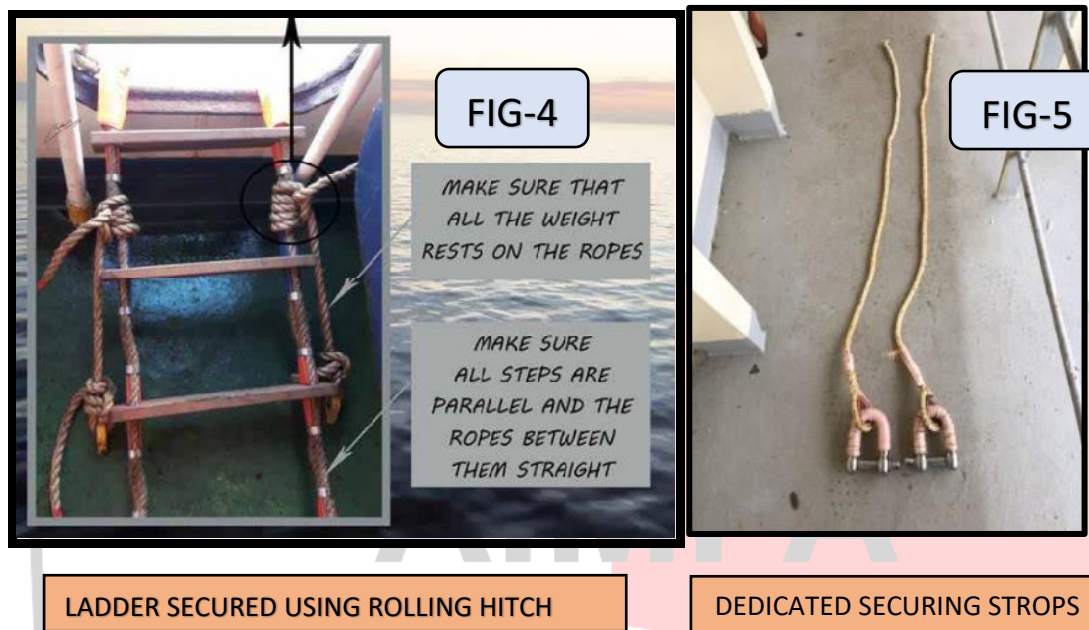 FIG-4
MAKE SURE THAT
ALL THE WEIGHT
RESTS ON THE ROPES
MAKE SURE
ALL STEPS ARE
PARALLEL AND THE
ROPES BETWEEN
THEM STRAIGHT
FIG-5
LADDER SECURED USING ROLLING HITCH
DEDICATED SECURING STROPS